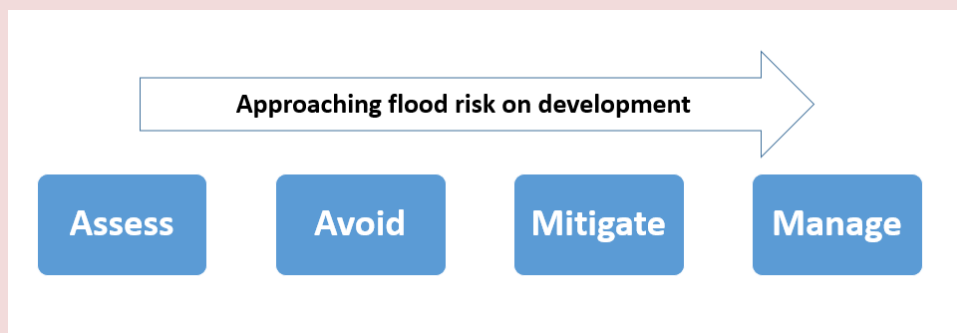 Approaching flood risk on development
Assess
Avoid
Mitigate
Manage